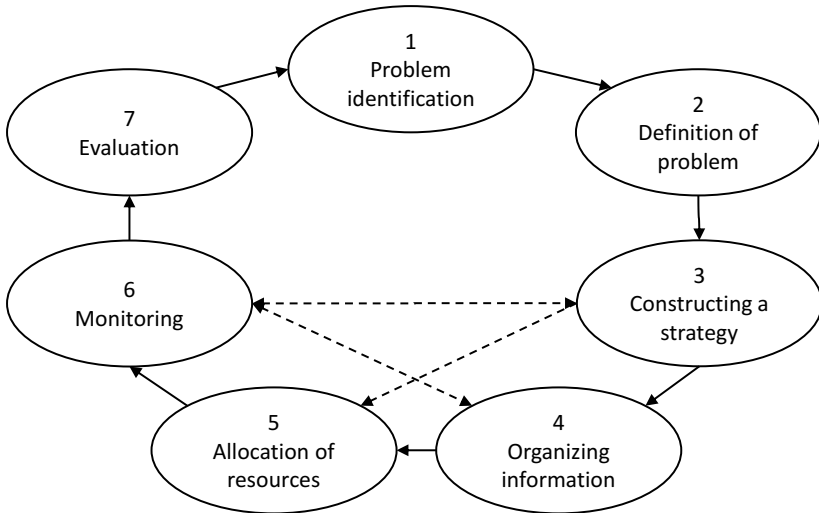 1
Problem
identification
2
Definition of
problem
3
Constructing a
strategy
4
Organizing
information
5
Allocation of
resources
6
Monitoring
7
Evaluation